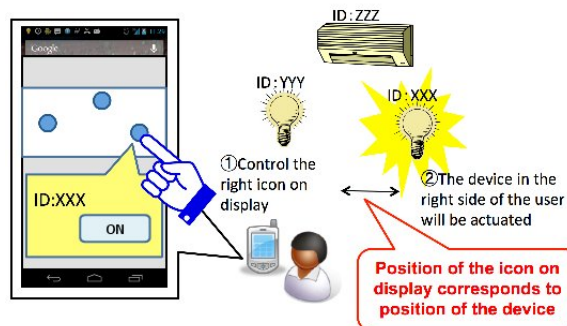 Google
ID:XXX
ON
ID:ZZZ
ID:YYY
ID:XXX
①Control the
right icon on
display
②The device in the
right side of the user
will be actuated
Position of the icon on
display corresponds to
position of the device